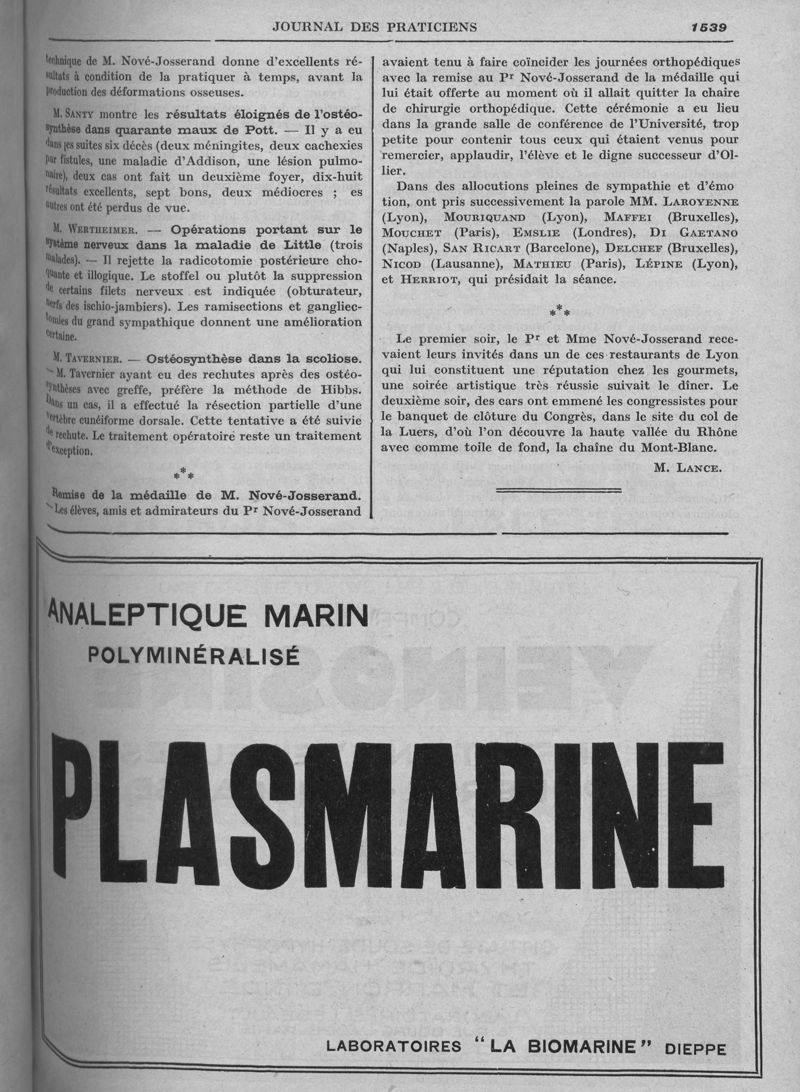 JOURNAL DES PRATICIENS 1539
technique de M. Nové-Josserand donne d'excellents ré-
sultats à condition de la pratiquer à temps, avant la
production des déformations osseuses.
M. SANTY montre les résultats éloignés de l'ostéo-
synthèse dans quarante maux de Pott. — Il y a eu
dans les suites six décès (deux méningites, deux cachexies
par fistules, une maladie d'Addison, une lésion pulmo-
naire), deux cas ont fait un deuxième foyer, dix-huit
résultats excellents, sept bons, deux médiocres ; es
autres ont été perdus de vue.
M. WERTHEIMER. — Opérations portant sur le
système nerveux dans la maladie de Little (trois
malades). — Il rejette la radicotomie postérieure cho-
quante et illogique. Le stoffel ou plutôt la suppression
de certains filets nerveux est indiquée (obturateur,
nerfs des ischio-jambiers). Les ramisections et gangliec-
tomies du grand sympathique donnent une amélioration
certaine.
M. TAVERNIER. — Ostéosynthèse dans la scoliose.
— M. Tavernier ayant eu des rechutes après des ostéo-
synthèses avec greffe, préfère la méthode de Hibbs.
Dans un cas, il a effectué la résection partielle d'une
vertèbre cunéiforme dorsale. Cette tentative a été suivie
de rechute. Le traitement opératoire reste un traitement
d'exception.
***
Remise de la médaille de M. Nové-Josserand.
— Les élèves, amis et admirateurs du Pr Nové-Josserand
avaient tenu à faire coïncider les journées orthopédiques
avec la remise au Pr Nové-Josserand de la médaille qui
lui était offerte au moment où il allait quitter la chaire
de chirurgie orthopédique. Cette cérémonie a eu lieu
dans la grande salle de conférence de l'Université, trop
petite pour contenir tous ceux qui étaient venus pour
remercier, applaudir, l'élève et le digne successeur d'Ol-
lier.
Dans des allocutions pleines de sympathie et d'émo
tion, ont pris successivement la parole MM. LAROYENNE
(Lyon), MOURIQUAND (Lyon), MAFFEI (Bruxelles),
MOUCHET (Paris), EMSLIE (Londres), DI GAETANO
(Naples), SAN RICART (Barcelone), DELCHEF (Bruxelles),
NICOD (Lausanne), MATHIEU (Paris), LÉPINE (Lyon),
et HERRIOT, qui présidait la séance.
***
Le premier soir, le Pr et Mme Nové-Josserand rece-
vaient leurs invités dans un de ces restaurants de Lyon
qui lui constituent une réputation chez les gourmets,
une soirée artistique très réussie suivait le dîner. Le
deuxième soir, des cars ont emmené les congressistes pour
le banquet de clôture du Congrès, dans le site du col de
la Luers, d'où l'on découvre la haute vallée du Rhône
avec comme toile de fond, la chaîne du Mont-Blanc.
M. LANCE.
ANALEPTIQUE MARIN
POLYMINÉRALISÉ
PLASMARINE
LABORATOIRES "LA BIOMARINE" DIEPPE